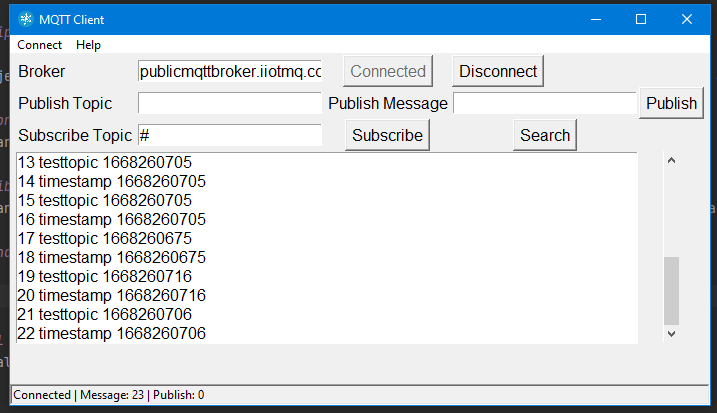 MQTT Client
Connect Help
Broker publicmqttbroker.iiotmq.co Connected Disconnect
Publish Topic Publish Message Publish
Subscribe Topic # Subscribe Search
13 testtopic 1668260705
14 timestamp 1668260705
15 testtopic 1668260705
16 timestamp 1668260705
17 testtopic 1668260675
18 timestamp 1668260675
19 testtopic 1668260716
20 timestamp 1668260716
21 testtopic 1668260706
22 timestamp 1668260706
Connected | Message: 23 | Publish: 0